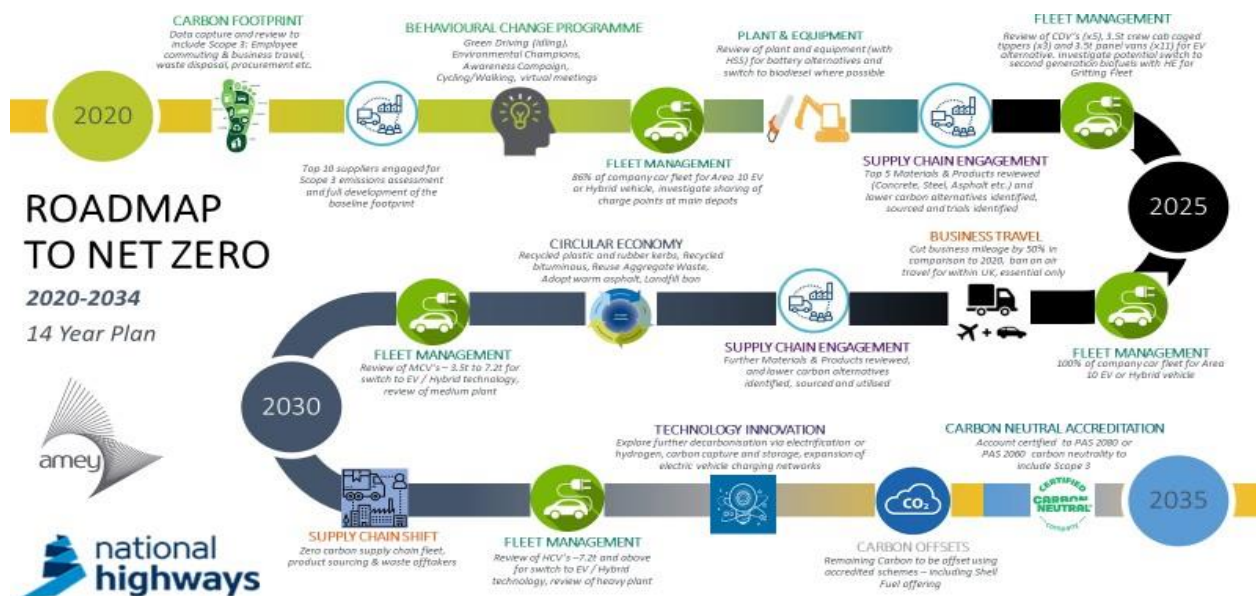 CARBON FOOTPRINT
Data capture and review to
include Scope 3: Employee
commuting & business travel,
waste disposal, procurement etc.
BEHAVIOURAL CHANGE PROGRAMME
Green Driving (idling),
Environmental Champions,
Awareness Campaign,
Cycling/Walking, virtual meetings
PLANT & EQUIPMENT
Review of plant and equipment (with
HSS) for battery alternatives and
switch to biodiesel where possible
FLEET MANAGEMENT
Review of CDV's (x5), 3.5t crew cab caged
tippers (x3) and 3.5t panel vans (x11) for EV
alternative. Investigate potential switch to
second generation biofuels with HE for
Gritting Fleet
2020
Top 10 suppliers engaged for
Scope 3 emissions assessment
and full development of the
baseline footprint
FLEET MANAGEMENT
86% of company car fleet for Area 10 EV
or Hybrid vehicle, investigate sharing of
charge points at main depots
SUPPLY CHAIN ENGAGEMENT
Top 5 Materials & Products reviewed
(Concrete, Steel, Asphalt etc.) and
lower carbon alternatives identified,
sourced and trials identified
2025
ROADMAP
TO NET ZERO
2020-2034
14 Year Plan
BUSINESS TRAVEL
Cut business mileage by 50% in
comparison to 2020, ban on air
travel for within UK, essential only
CIRCULAR ECONOMY
Recycled plastic and rubber kerbs, Recycled
bituminous, Reuse Aggregate Waste,
Adopt warm asphalt, Landfill ban
FLEET MANAGEMENT
100% of company car fleet for Area
10 EV or Hybrid vehicle
SUPPLY CHAIN ENGAGEMENT
Further Materials & Products reviewed,
and lower carbon alternatives
identified, sourced and utilised
FLEET MANAGEMENT
Review of MCV's – 3.5t to 7.2t for
switch to EV / Hybrid technology,
review of medium plant
2030
amey
SUPPLY CHAIN SHIFT
Zero carbon supply chain fleet,
product sourcing & waste offtakers
FLEET MANAGEMENT
Review of HCV's –7.2t and above
for switch to EV / Hybrid
technology, review of heavy plant
TECHNOLOGY INNOVATION
Explore further decarbonisation via electrification or
hydrogen, carbon capture and storage, expansion of
electric vehicle charging networks
CO2
CARBON OFFSETS
Remaining Carbon to be offset using
accredited schemes – including Shell
Fuel offering
CARBON NEUTRAL ACCREDITATION
Account certified to PAS 2080 or
PAS 2060 carbon neutrality to
include Scope 3
CERTIFIED
CARBON
NEUTRAL
company
2035
national
highways